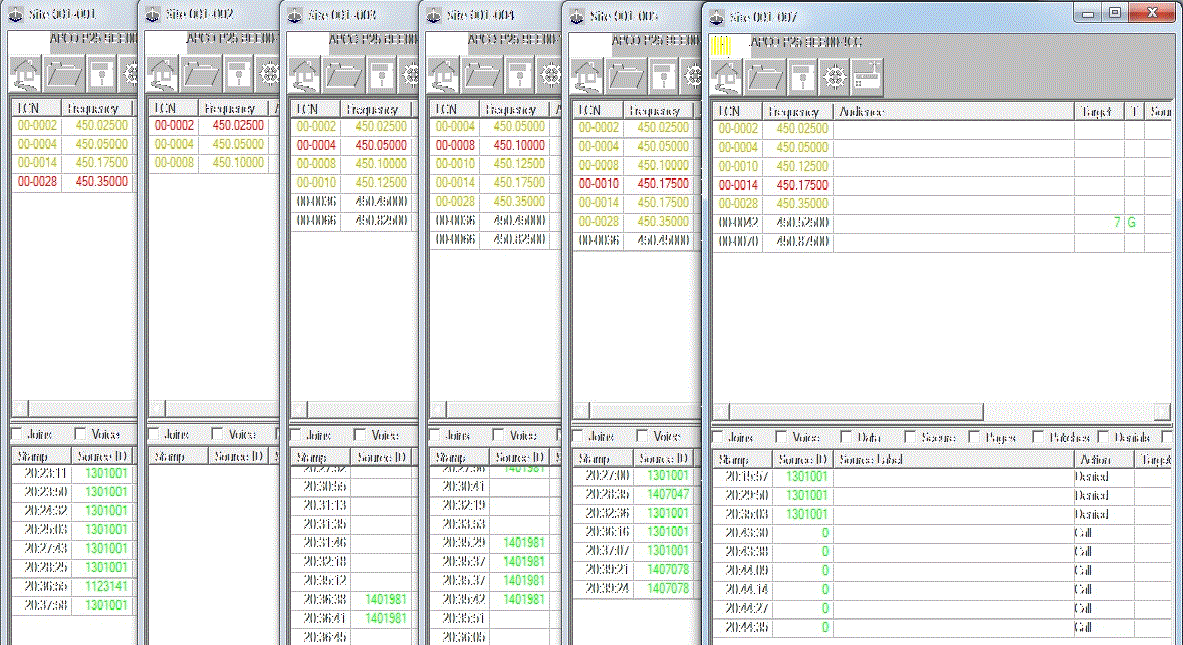 Site 001-001
LCN Frequency
00-0002 450.02500
00-0004 450.05000
00-0014 450.17500
00-0028 450.35000
Joins Voice
Stamp Source ID
20:23:11 1301001
20:23:50 1301001
20:24:32 1301001
20:25:03 1301001
20:27:43 1301001
20:28:25 1301001
20:36:55 1123141
20:37:58 1301001
Site 001-002
LCN Frequency
00-0002 450.02500
00-0004 450.05000
00-0008 450.10000
Joins Voice
Stamp Source ID
Site 001-003
LCN Frequency
00-0002 450.02500
00-0004 450.05000
00-0008 450.10000
00-0010 450.12500
00-0036 450.45000
00-0066 450.82500
Joins Voice
Stamp Source ID
20:30:55
20:31:13
20:31:35
20:31:46
20:32:18
20:35:12
20:36:38 1401981
20:36:41 1401981
20:36:45
Site 001-004
LCN Frequency
00-0004 450.05000
00-0008 450.10000
00-0010 450.12500
00-0014 450.17500
00-0028 450.35000
00-0036 450.45000
00-0066 450.82500
Joins Voice
Stamp Source ID
1401981
20:30:41
20:32:19
20:33:53
20:35:29 1401981
20:35:37 1401981
20:35:37 1401981
20:35:42 1401981
20:35:51
20:36:05
Site 001-005
LCN Frequency
00-0002 450.02500
00-0004 450.05000
00-0008 450.10000
00-0010 450.17500
00-0014 450.17500
00-0028 450.35000
00-0036 450.45000
Joins Voice
Stamp Source ID
20:27:00 1301001
20:28:35 1407047
20:32:36 1301001
20:36:16 1301001
20:37:07 1301001
20:39:21 1407078
20:39:24 1407078
Site 001-007
APCO P25
LCN Frequency Audience Target T
00-0002 450.02500
00-0004 450.05000
00-0010 450.12500
00-0014 450.17500
00-0028 450.35000
00-0042 450.52500 7 G
00-0070 450.87500
Joins Voice Data Secure Pages Patches Denials
Stamp Source ID Source Label Action Target
20:19:57 1301001 Denied
20:29:50 1301001 Denied
20:35:03 1301001 Denied
20:43:30 0 Call
20:43:38 0 Call
20:44:09 0 Call
20:44:14 0 Call
20:44:27 0 Call
20:44:35 0 Call